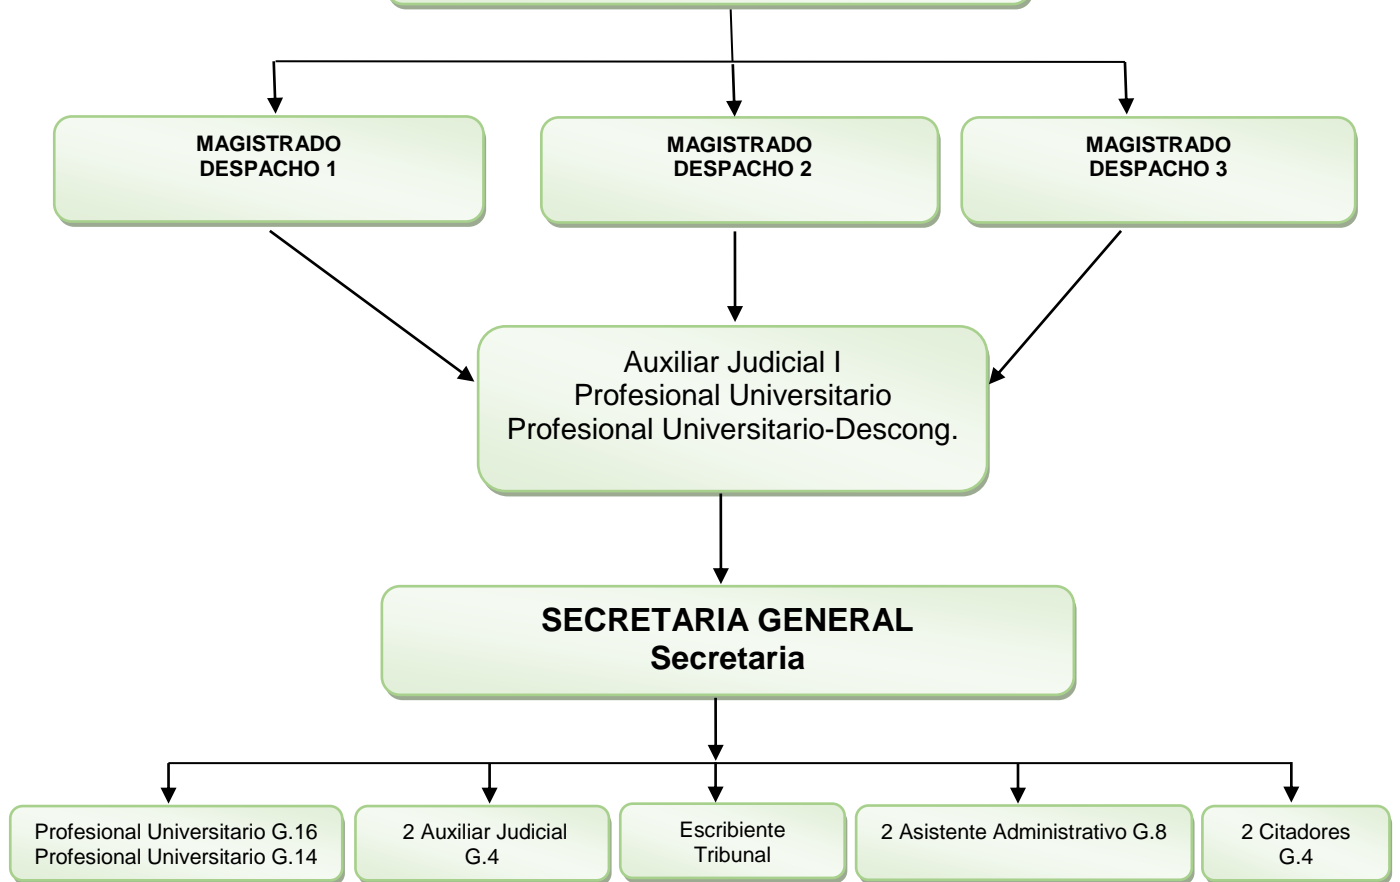 MAGISTRADO
DESPACHO 1
MAGISTRADO
DESPACHO 2
MAGISTRADO
DESPACHO 3
Auxiliar Judicial I
Profesional Universitario
Profesional Universitario-Descong.
SECRETARIA GENERAL
Secretaria
Profesional Universitario G.16
Profesional Universitario G.14
2 Auxiliar Judicial
G.4
Escribiente
Tribunal
2 Asistente Administrativo G.8
2 Citadores
G.4